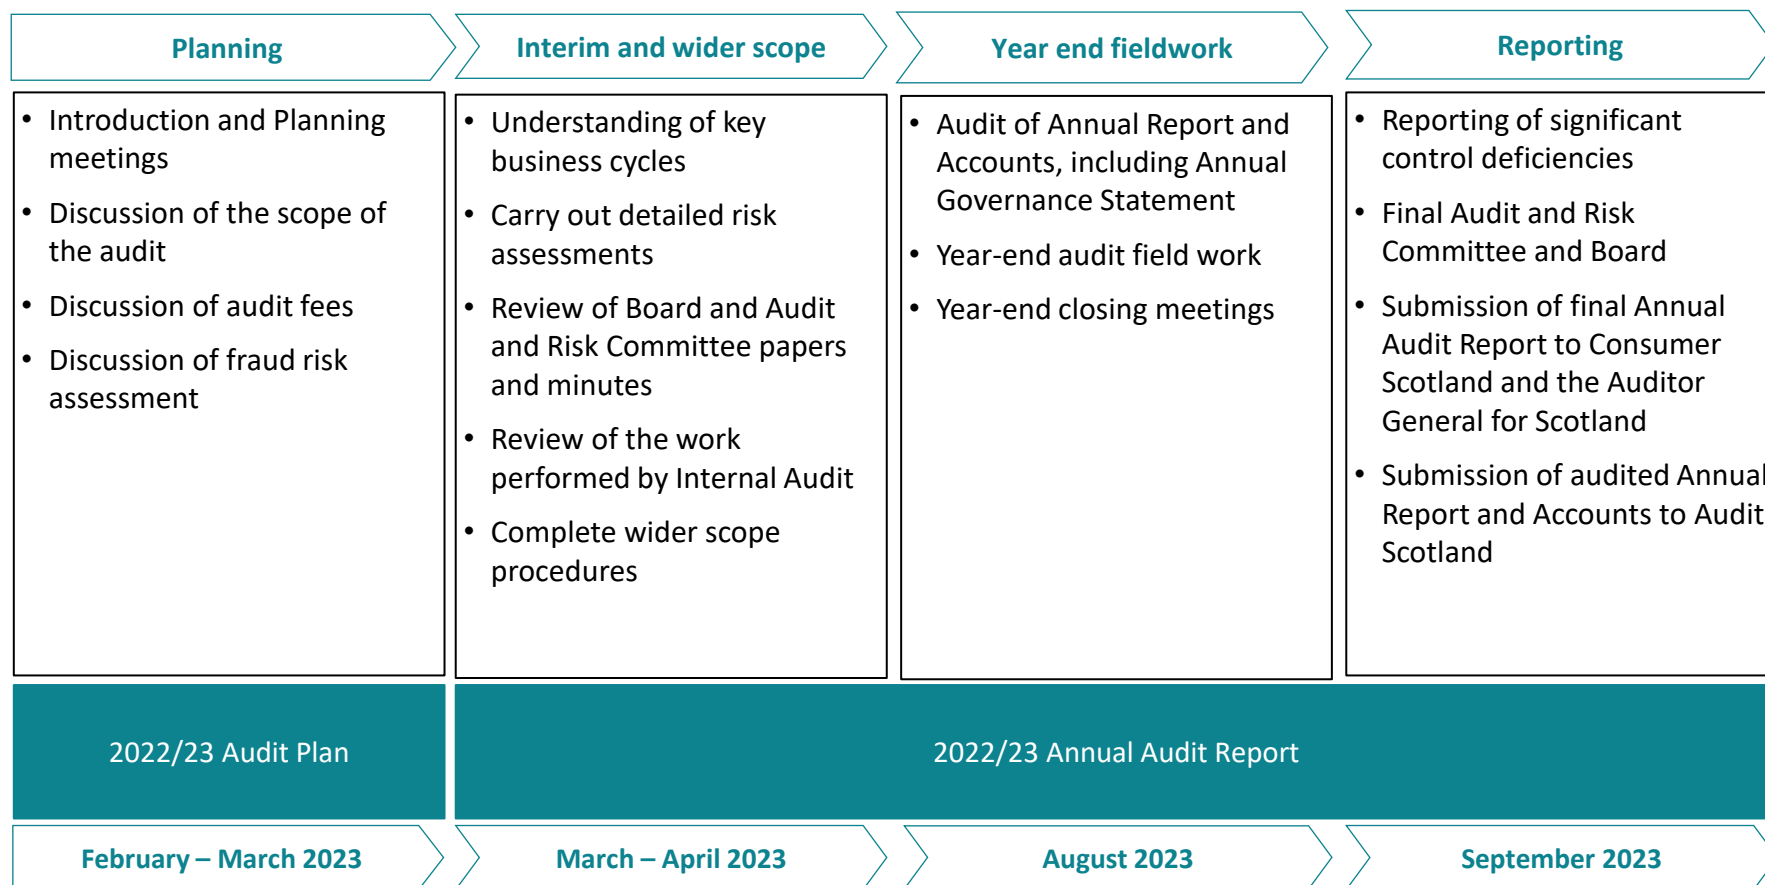 Planning
Interim and wider scope
Year end fieldwork
Reporting
• Introduction and Planning
meetings
• Discussion of the scope of
the audit
• Discussion of audit fees
• Discussion of fraud risk
assessment
• Understanding of key
business cycles
• Carry out detailed risk
assessments
• Review of Board and Audit
and Risk Committee papers
and minutes
• Review of the work
performed by Internal Audit
• Complete wider scope
procedures
• Audit of Annual Report and
Accounts, including Annual
Governance Statement
• Year-end audit field work
• Year-end closing meetings
• Reporting of significant
control deficiencies
• Final Audit and Risk
Committee and Board
• Submission of final Annual
Audit Report to Consumer
Scotland and the Auditor
General for Scotland
• Submission of audited Annual
Report and Accounts to Audit
Scotland
2022/23 Audit Plan
2022/23 Annual Audit Report
February – March 2023
March – April 2023
August 2023
September 2023